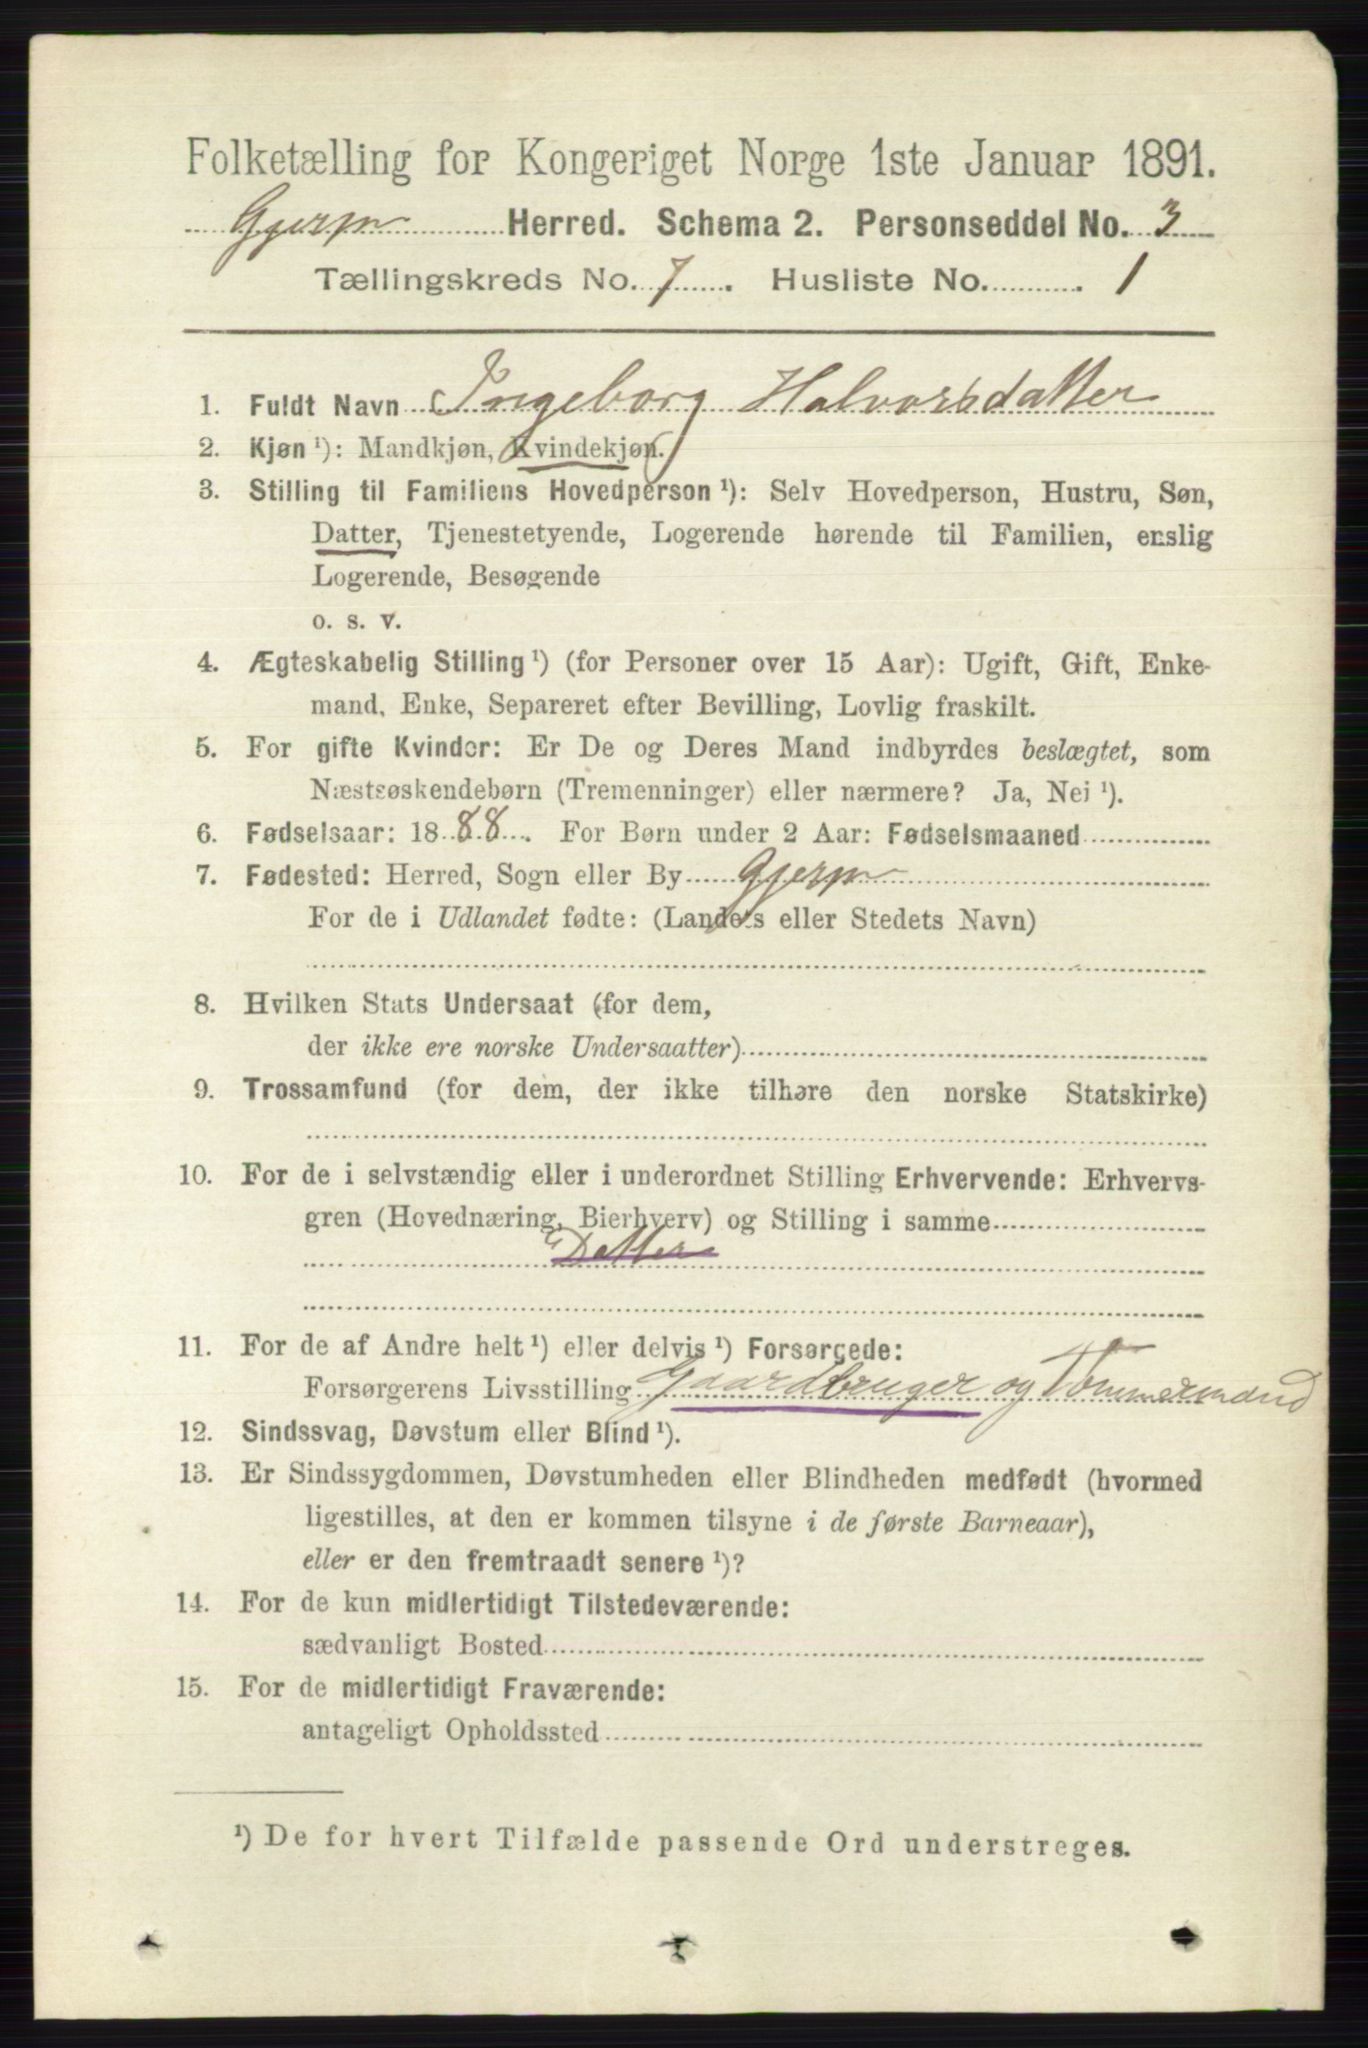 Folketælling for Kongeriget Norge 1ste Januar 1891.
Gjerpen Herred. Schema 2. Personseddel No. 3
Tællingskreds No. 7. Husliste No. 1
1. Fuldt Navn Ingeborg Halvorsdatter
2. Kjøn ¹): Mandkjøn, Kvindekjøn.
3. Stilling til Familiens Hovedperson ¹): Selv Hovedperson, Hustru, Søn,
Datter, Tjenestetyende, Logerende hørende til Familien, enslig
Logerende, Besøgende
o. s. v.
4. Ægteskabelig Stilling ¹) (for Personer over 15 Aar): Ugift, Gift, Enke-
mand, Enke, Separeret efter Bevilling, Lovlig fraskilt.
5. For gifte Kvinder: Er De og Deres Mand indbyrdes beslægtet, som
Næstsøskendebørn (Tremenninger) eller nærmere? Ja, Nei ¹).
6. Fødselsaar: 1888. For Børn under 2 Aar: Fødselsmaaned
7. Fødested: Herred, Sogn eller By Gjerpen
For de i Udlandet fødte: (Landets eller Stedets Navn)
8. Hvilken Stats Undersaat (for dem,
der ikke ere norske Undersaatter)
9. Trossamfund (for dem, der ikke tilhøre den norske Statskirke)
10. For de i selvstændig eller i underordnet Stilling Erhvervende: Erhvervs-
gren (Hovednæring, Bierhverv) og Stilling i samme
Datter
11. For de af Andre helt ¹) eller delvis ¹) Forsørgede:
Forsørgerens Livsstilling Gaardbruger og Tømmermand
12. Sindssvag, Døvstum eller Blind ¹).
13. Er Sindssygdommen, Døvstumheden eller Blindheden medfødt (hvormed
ligestilles, at den er kommen tilsyne i de første Barneaar),
eller er den fremtraadt senere ¹)?
14. For de kun midlertidigt Tilstedeværende:
sædvanligt Bosted
15. For de midlertidigt Fraværende:
antageligt Opholdssted
¹) De for hvert Tilfælde passende Ord understreges.